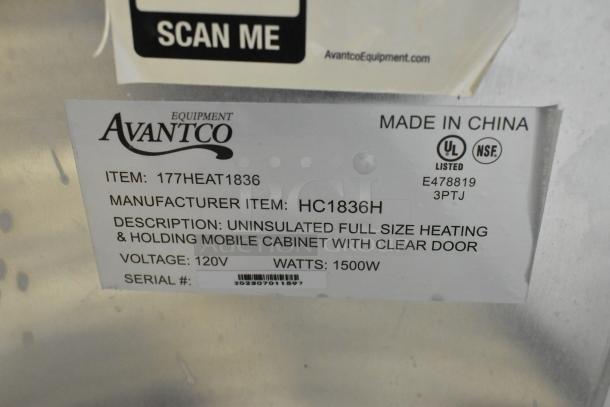 SCAN ME
AvantcoEquipment.com
EQUIPMENT
AVANTCO
MADE IN CHINA
UL
LISTED
NSF.
E478819
3PTJ
ITEM: 177HEAT1836
MANUFACTURER ITEM: HC1836H
DESCRIPTION: UNINSULATED FULL SIZE HEATING
& HOLDING MOBILE CABINET WITH CLEAR DOOR
VOLTAGE: 120V WATTS: 1500W
SERIAL #: 202307011597